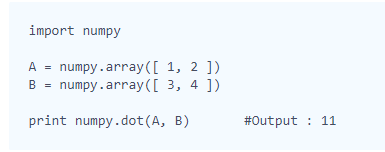 import numpy
A = numpy.array([ 1, 2 ])
B = numpy.array([ 3, 4 ])
print numpy.dot(A, B)       #Output : 11